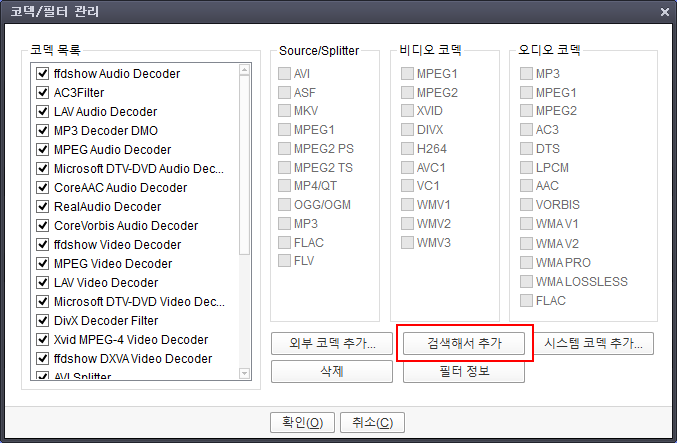 코덱/필터 관리
코덱 목록
ffdshow Audio Decoder
AC3Filter
LAV Audio Decoder
MP3 Decoder DMO
MPEG Audio Decoder
Microsoft DTV-DVD Audio Dec...
CoreAAC Audio Decoder
RealAudio Decoder
CoreVorbis Audio Decoder
ffdshow Video Decoder
MPEG Video Decoder
LAV Video Decoder
Microsoft DTV-DVD Video Dec...
DivX Decoder Filter
Xvid MPEG-4 Video Decoder
ffdshow DXVA Video Decoder
AVI Splitter
Source/Splitter
AVI
ASF
MKV
MPEG1
MPEG2 PS
MPEG2 TS
MP4/QT
OGG/OGM
MP3
FLAC
FLV
비디오 코덱
MPEG1
MPEG2
XVID
DIVX
H264
AVC1
VC1
WMV1
WMV2
WMV3
오디오 코덱
MP3
MPEG1
MPEG2
AC3
DTS
LPCM
AAC
VORBIS
WMA V1
WMA V2
WMA PRO
WMA LOSSLESS
FLAC
외부 코덱 추가...
검색해서 추가
시스템 코덱 추가...
삭제
필터 정보
확인(O)
취소(C)